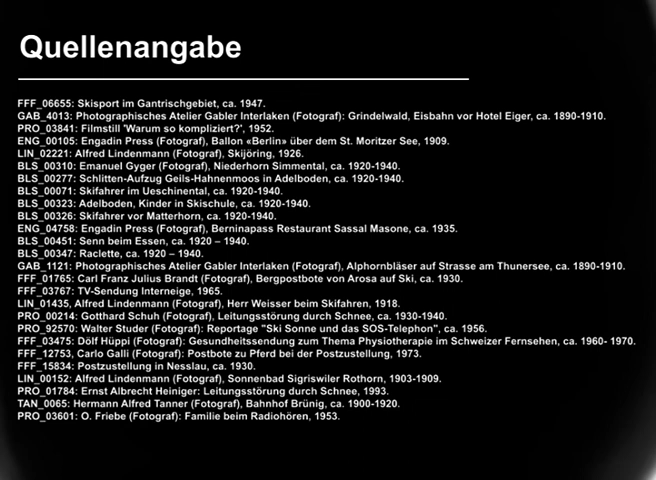 Quellenangabe
FFF_06655: Skisport im Gantrischgebiet, ca. 1947.
GAB_4013: Photographisches Atelier Gabler Interlaken (Fotograf): Grindelwald, Eisbahn vor Hotel Eiger, ca. 1890-1910.
PRO_03841: Filmstill 'Warum so kompliziert?', 1952.
ENG_00105: Engadin Press (Fotograf), Ballon «Berlin» über dem St. Moritzer See, 1909.
LIN_02221: Alfred Lindenmann (Fotograf), Skijöring, 1926.
BLS_00310: Emanuel Gyger (Fotograf), Niederhorn Simmental, ca. 1920-1940.
BLS_00277: Schlitten-Aufzug Geils-Hahnenmoos in Adelboden, ca. 1920-1940.
BLS_00071: Skifahrer im Ueschinental, ca. 1920-1940.
BLS_00323: Adelboden, Kinder in Skischule, ca. 1920-1940.
BLS_00326: Skifahrer vor Matterhorn, ca. 1920-1940.
ENG_04758: Engadin Press (Fotograf), Berninapass Restaurant Sassal Masone, ca. 1935.
BLS_00451: Senn beim Essen, ca. 1920 – 1940.
BLS_00347: Raclette, ca. 1920 – 1940.
GAB_1121: Photographisches Atelier Gabler Interlaken (Fotograf), Alphornbläser auf Strasse am Thunersee, ca. 1890-1910.
FFF_01765: Carl Franz Julius Brandt (Fotograf), Bergpostbote von Arosa auf Ski, ca. 1930.
FFF_03767: TV-Sendung Interneige, 1965.
LIN_01435, Alfred Lindenmann (Fotograf), Herr Weisser beim Skifahren, 1918.
PRO_00214: Gotthard Schuh (Fotograf), Leitungsstörung durch Schnee, ca. 1930-1940.
PRO_92570: Walter Studer (Fotograf): Reportage "Ski Sonne und das SOS-Telephon", ca. 1956.
FFF_03475: Dölf Hüppi (Fotograf): Gesundheitssendung zum Thema Physiotherapie im Schweizer Fernsehen, ca. 1960- 1970.
FFF_12753, Carlo Galli (Fotograf): Postbote zu Pferd bei der Postzustellung, 1973.
FFF_15834: Postzustellung in Nesslau, ca. 1930.
LIN_00152: Alfred Lindenmann (Fotograf), Sonnenbad Sigriswiler Rothorn, 1903-1909.
PRO_01784: Ernst Albrecht Heiniger: Leitungsstörung durch Schnee, 1993.
TAN_0065: Hermann Alfred Tanner (Fotograf), Bahnhof Brünig, ca. 1900-1920.
PRO_03601: O. Friebe (Fotograf): Familie beim Radiohören, 1953.